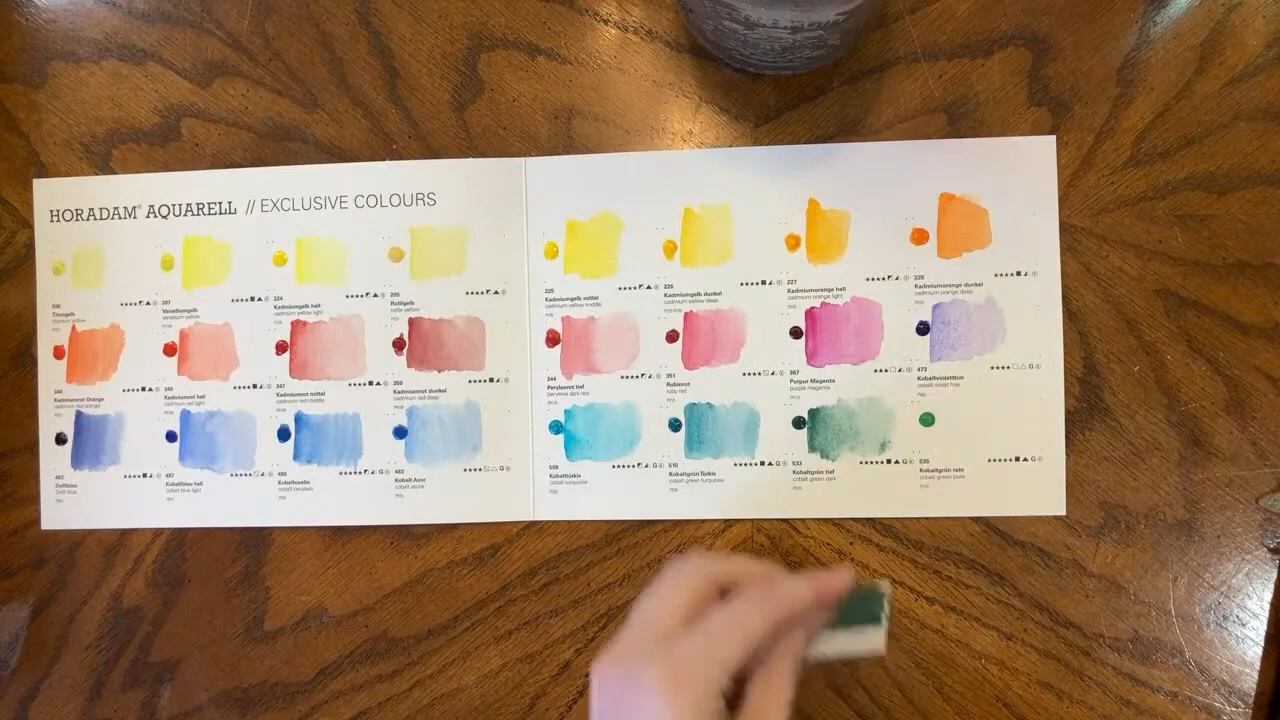 HORADAM® AQUARELL // EXCLUSIVE COLOURS
206
Titangelb
titanium yellow
207
Vanadiumgelb
vanadium yellow
224
Kadmiumgelb hell
cadmium yellow light
205
Rutilgelb
rutile yellow
225
Kadmiumgelb mittel
cadmium yellow middle
226
Kadmiumgelb dunkel
cadmium yellow deep
227
Kadmiumorange hell
cadmium orange light
228
Kadmiumorange dunkel
cadmium orange deep
348
Kadmiumrot Orange
cadmium red orange
349
Kadmiumrot hell
cadmium red light
347
Kadmiumrot mittel
cadmium red middle
350
Kadmiumrot dunkel
cadmium red deep
344
Perylenrot tief
perylene dark red
351
Rubinrot
ruby red
367
Purpur Magenta
purple magenta
473
Kobaltviolettton
cobalt violet hue
482
Delftblau
Delft blue
487
Kobaltblau hell
cobalt blue light
488
Kobaltcoelin
cobalt cerulean
483
Kobalt Azur
cobalt azure
509
Kobalttürkis
cobalt turquoise
510
Kobaltgrün Türkis
cobalt green turquoise
533
Kobaltgrün tief
cobalt green dark
535
Kobaltgrün rein
cobalt green pure